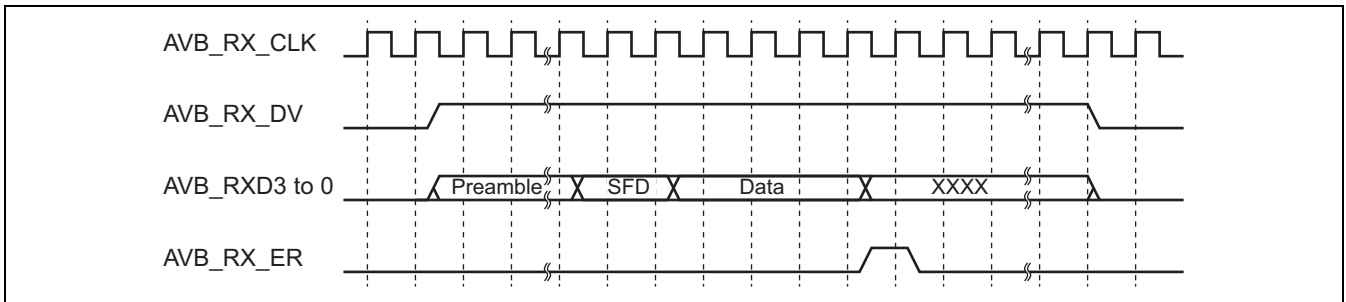 AVB_RX_CLK
AVB_RX_DV
AVB_RXD3 to 0 Preamble SFD Data XXXX
AVB_RX_ER